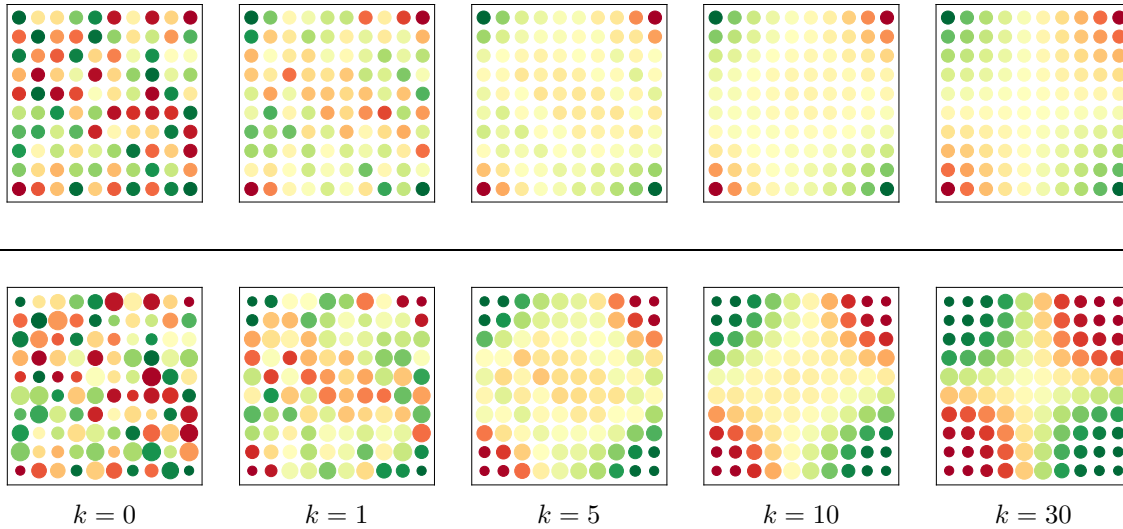 k = 0 k = 1 k = 5 k = 10 k = 30